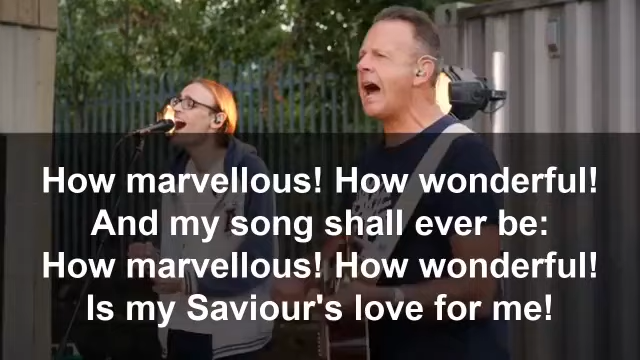 How marvellous! How wonderful!
And my song shall ever be:
How marvellous! How wonderful!
Is my Saviour's love for me!